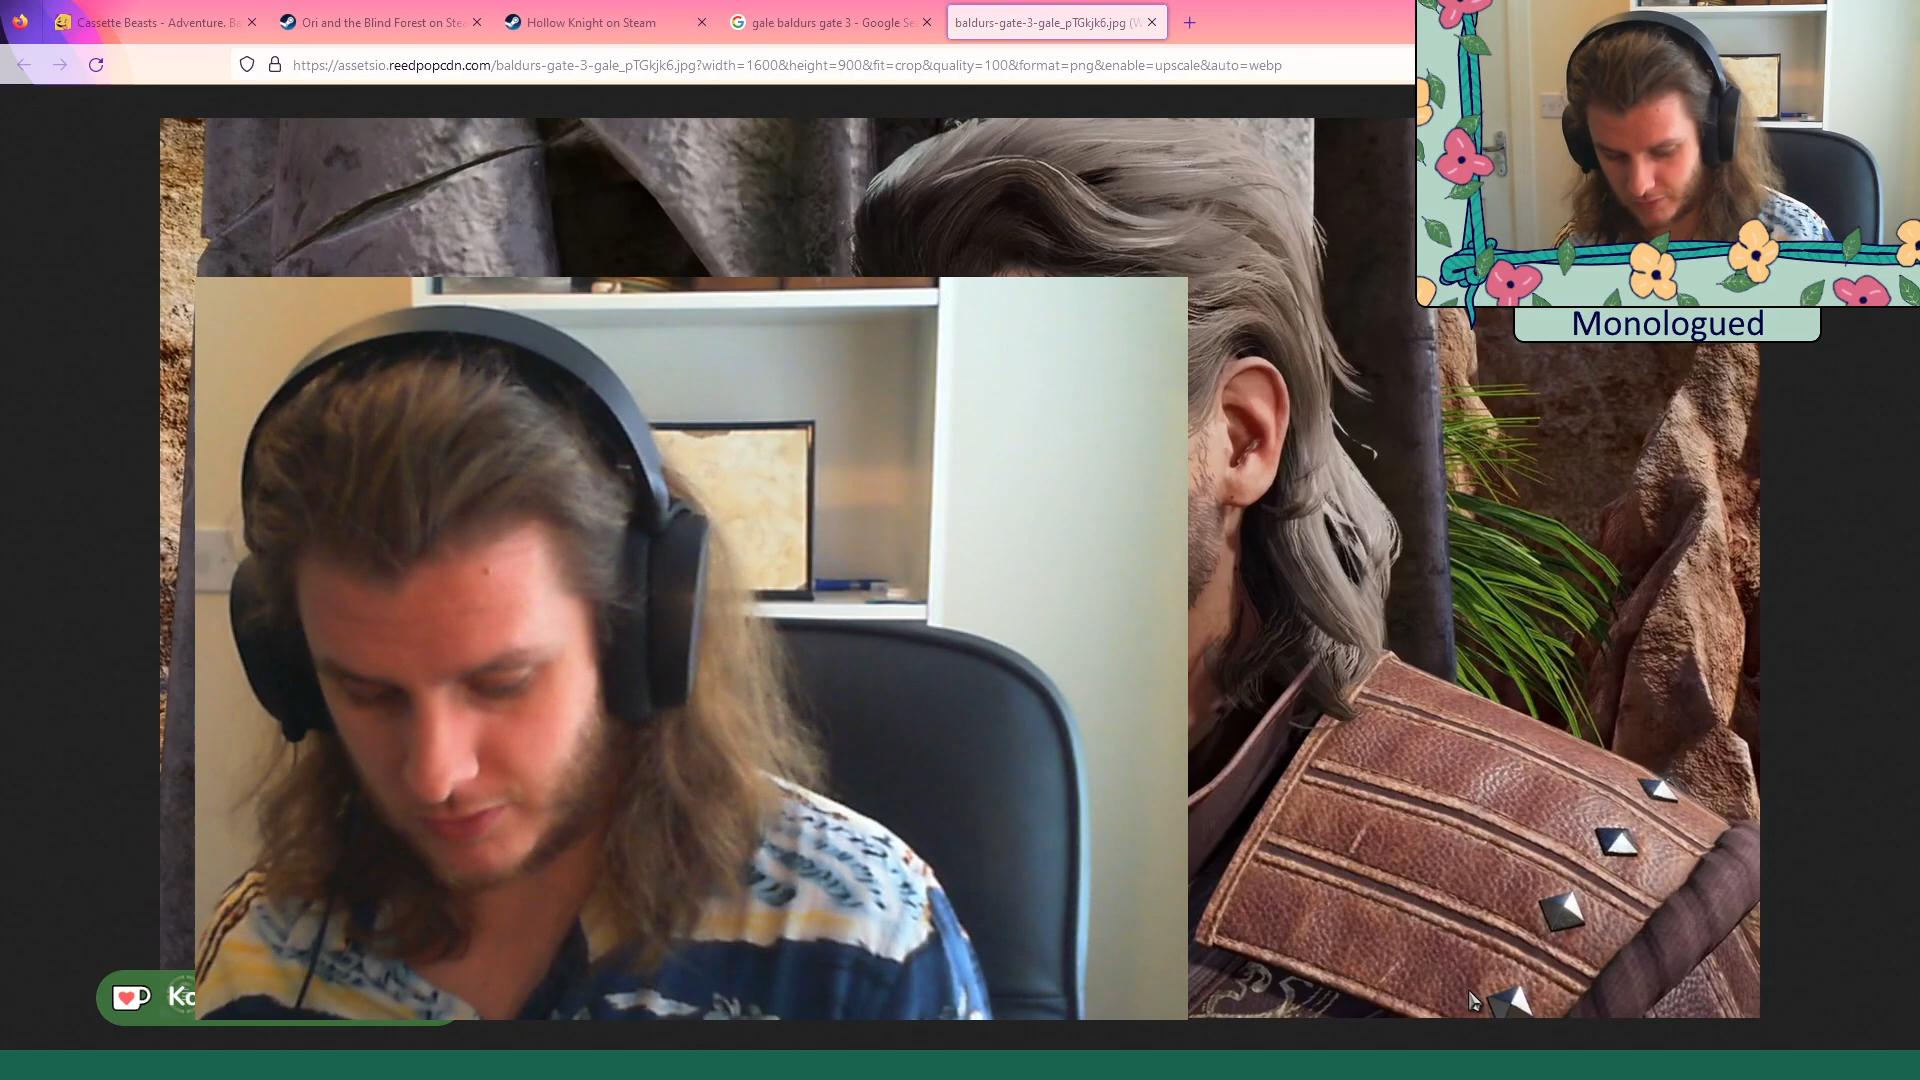 Cassette Beasts - Adventure. Ba
Ori and the Blind Forest on Ste
Hollow Knight on Steam
gale baldurs gate 3 - Google Se
baldurs-gate-3-gale_pTGkjk6.jpg (W
https://assetsio.reedpopcdn.com/baldurs-gate-3-gale_pTGkjk6.jpg?width=1600&height=900&fit=crop&quality=100&format=png&enable=upscale&auto=webp
Monologued
Ko